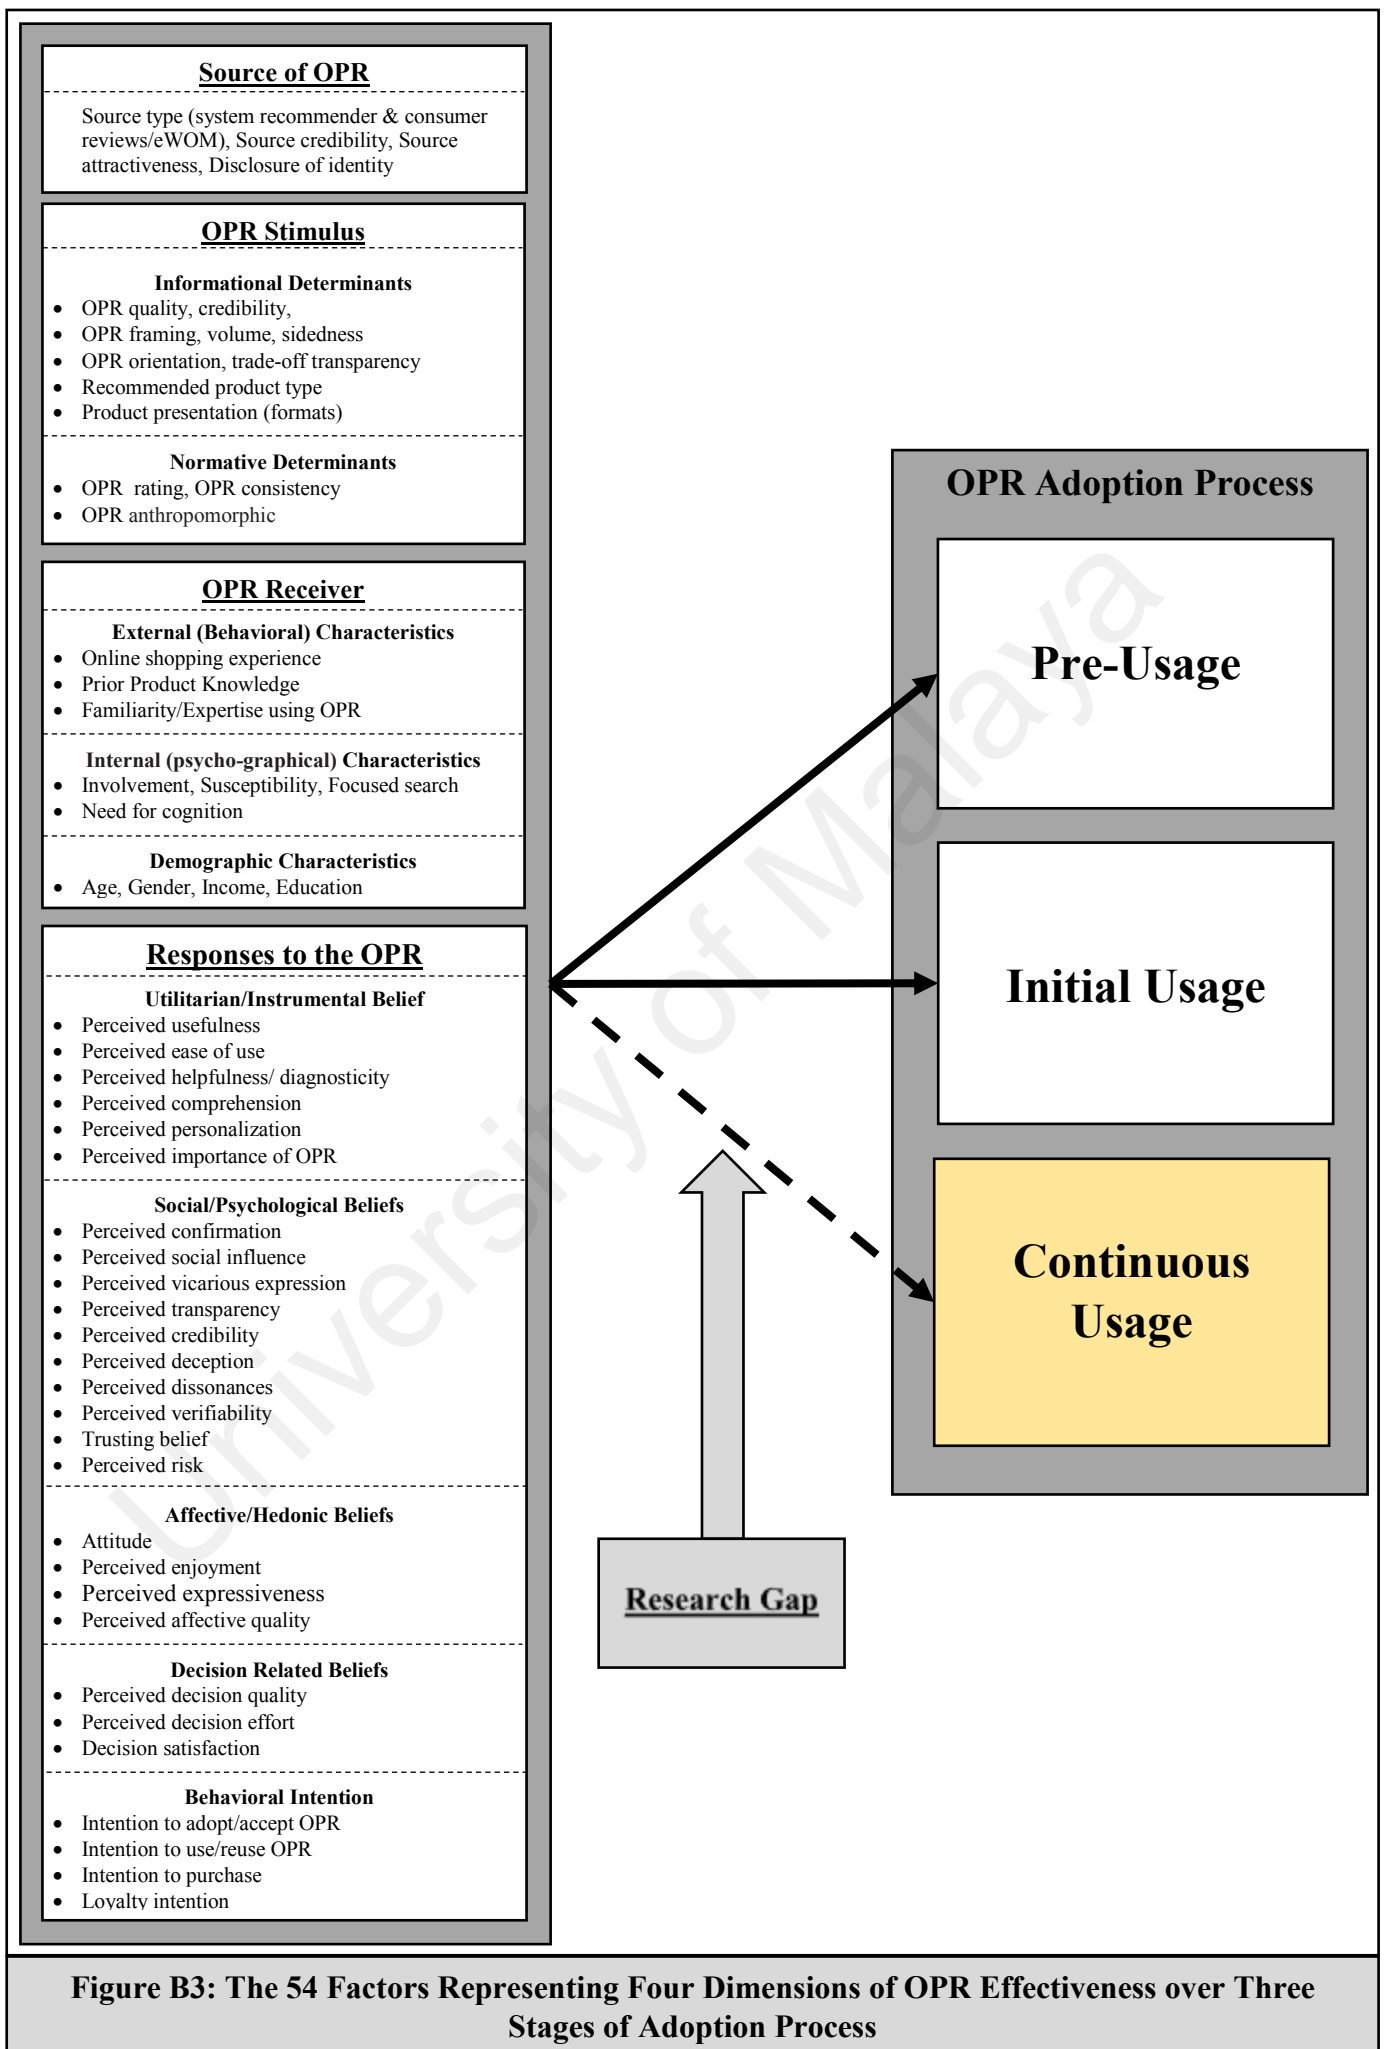 Source of OPR
Source type (system recommender & consumer
reviews/eWOM), Source credibility, Source
attractiveness, Disclosure of identity
OPR Stimulus
Informational Determinants
• OPR quality, credibility,
• OPR framing, volume, sidedness
• OPR orientation, trade-off transparency
• Recommended product type
• Product presentation (formats)
Normative Determinants
• OPR rating, OPR consistency
• OPR anthropomorphic
OPR Receiver
External (Behavioral) Characteristics
• Online shopping experience
• Prior Product Knowledge
• Familiarity/Expertise using OPR
Internal (psycho-graphical) Characteristics
• Involvement, Susceptibility, Focused search
• Need for cognition
Demographic Characteristics
• Age, Gender, Income, Education
Responses to the OPR
Utilitarian/Instrumental Belief
• Perceived usefulness
• Perceived ease of use
• Perceived helpfulness/ diagnosticity
• Perceived comprehension
• Perceived personalization
• Perceived importance of OPR
Social/Psychological Beliefs
• Perceived confirmation
• Perceived social influence
• Perceived vicarious expression
• Perceived transparency
• Perceived credibility
• Perceived deception
• Perceived dissonances
• Perceived verifiability
• Trusting belief
• Perceived risk
Affective/Hedonic Beliefs
• Attitude
• Perceived enjoyment
• Perceived expressiveness
• Perceived affective quality
Decision Related Beliefs
• Perceived decision quality
• Perceived decision effort
• Decision satisfaction
Behavioral Intention
• Intention to adopt/accept OPR
• Intention to use/reuse OPR
• Intention to purchase
• Loyalty intention
OPR Adoption Process
Pre-Usage
Initial Usage
Continuous
Usage
Research Gap
University of Malaya
Figure B3: The 54 Factors Representing Four Dimensions of OPR Effectiveness over Three
Stages of Adoption Process